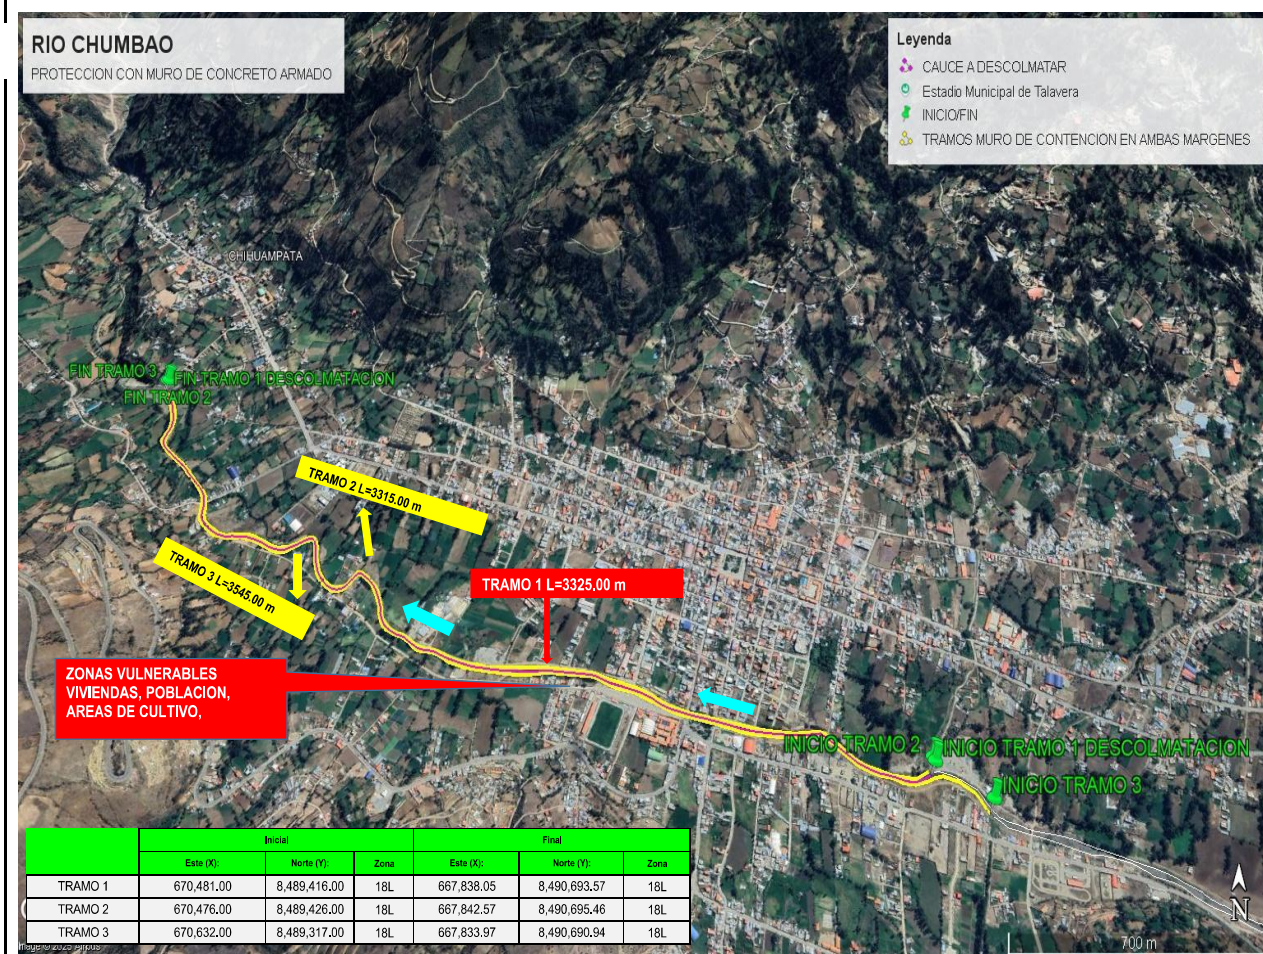 RIO CHUMBAO
PROTECCION CON MURO DE CONCRETO ARMADO
Leyenda
CAUCE A DESCOLMATAR
Estadio Municipal de Talavera
INICIO/FIN
TRAMOS MURO DE CONTENCION EN AMBAS MARGENES
CHIHUAMPATA
FIN TRAMO 3
FIN TRAMO 1 DESCOLMATACION
FIN TRAMO 2
TRAMO 2 L=3315.00 m
TRAMO 3 L=3545.00 m
TRAMO 1 L=3325.00 m
ZONAS VULNERABLES
VIVIENDAS, POBLACION,
AREAS DE CULTIVO,
INICIO TRAMO 2
INICIO TRAMO 1 DESCOLMATACION
INICIO TRAMO 3
Inicial Final
Este (X): Norte (Y): Zona Este (X): Norte (Y): Zona
TRAMO 1 670,481.00 8,489,416.00 18L 667,838.05 8,490,693.57 18L
TRAMO 2 670,476.00 8,489,426.00 18L 667,842.57 8,490,695.46 18L
TRAMO 3 670,632.00 8,489,317.00 18L 667,833.97 8,490,690.94 18L
Image © 2025 Airbus
N
700 m